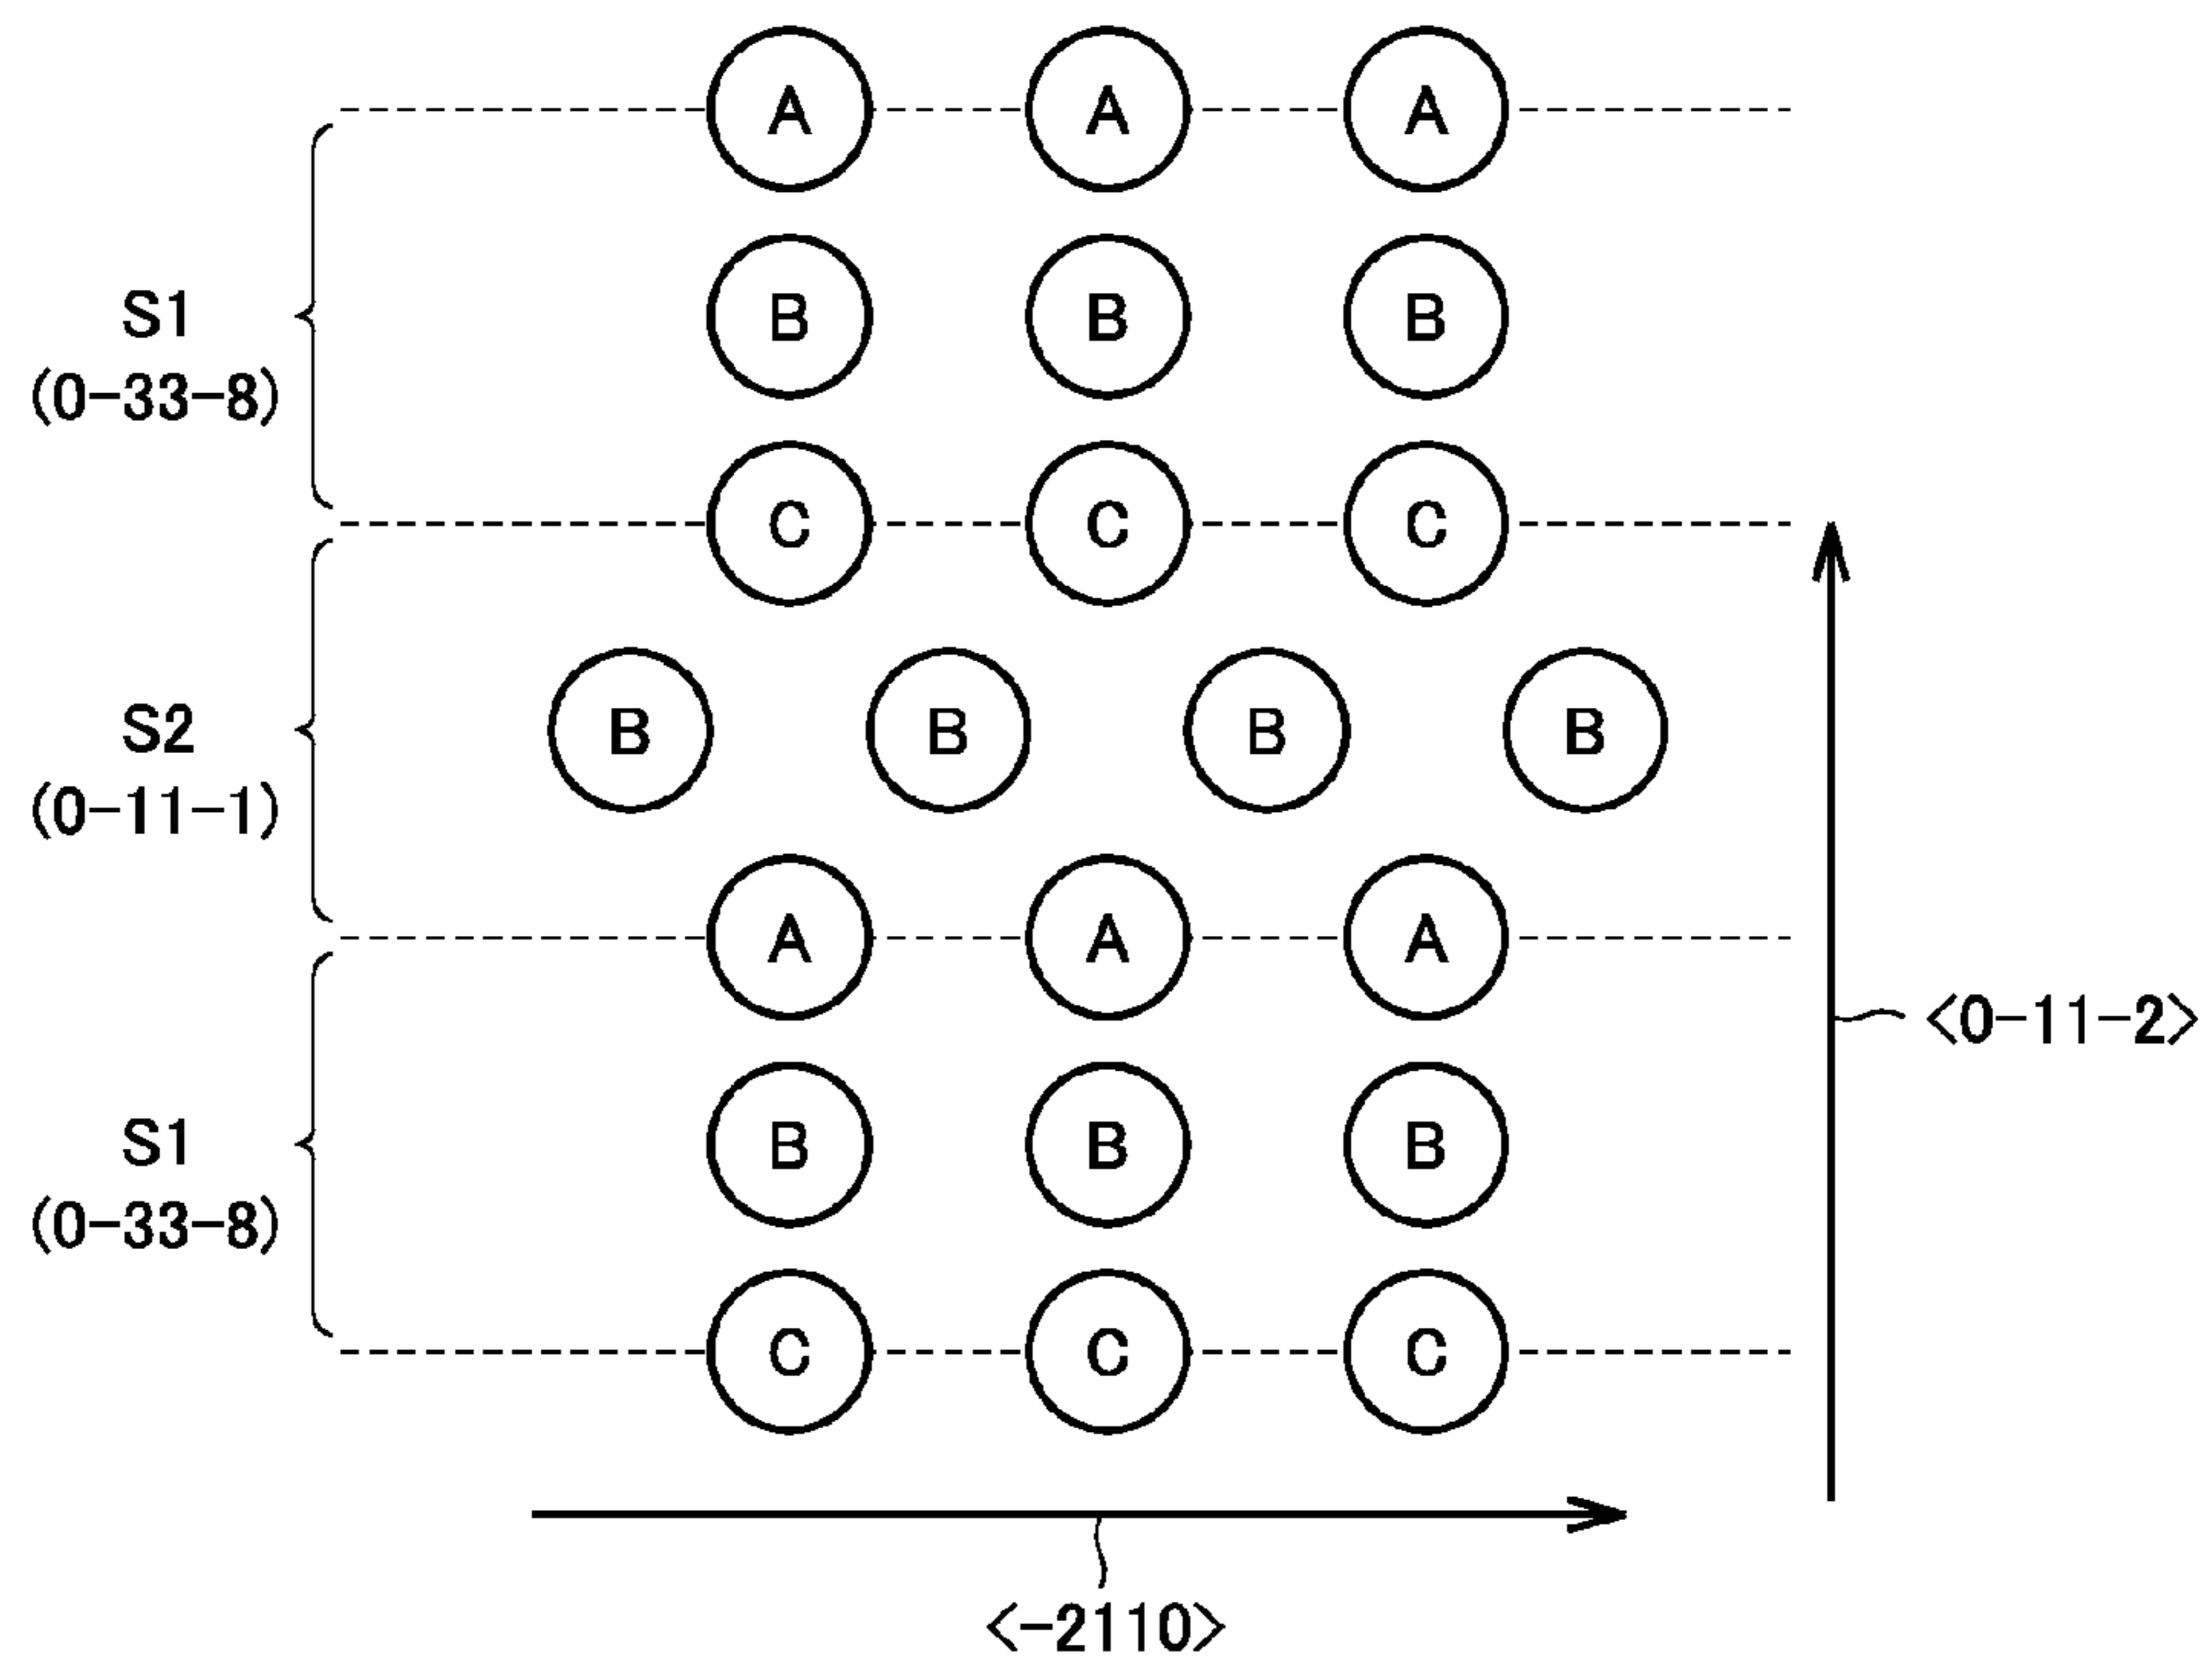 A A A
S1
(0-33-8)
B B B
C C C
S2
(0-11-1)
B B B B
A A A
<0-11-2>
S1
(0-33-8)
B B B
C C C
<-2110>